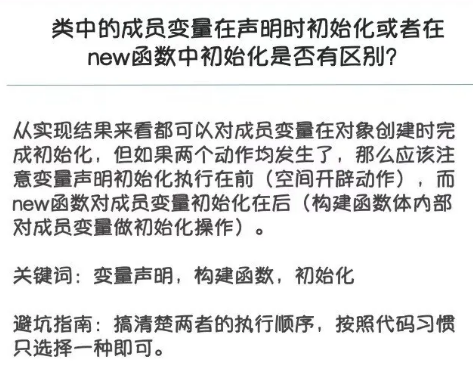 类中的成员变量在声明时初始化或者在
new函数中初始化是否有区别?
从实现结果来看都可以对成员变量在对象创建时完
成初始化，但如果两个动作均发生了，那么应该注
意变量声明初始化执行在前（空间开辟动作），而
new函数对成员变量初始化在后（构建函数体内部
对成员变量做初始化操作）。
关键词：变量声明，构建函数，初始化
避坑指南：搞清楚两者的执行顺序，按照代码习惯
只选择一种即可。